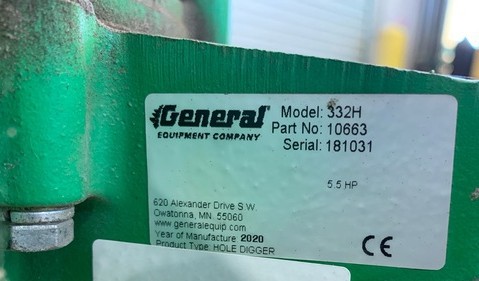 General
EQUIPMENT COMPANY
Model: 332H
Part No: 10663
Serial: 181031
5.5 HP
620 Alexander Drive S.W.
Owatonna, MN. 55060
www.generalequip.com
Year of Manufacture: 2020
Product Type: HOLE DIGGER
CE